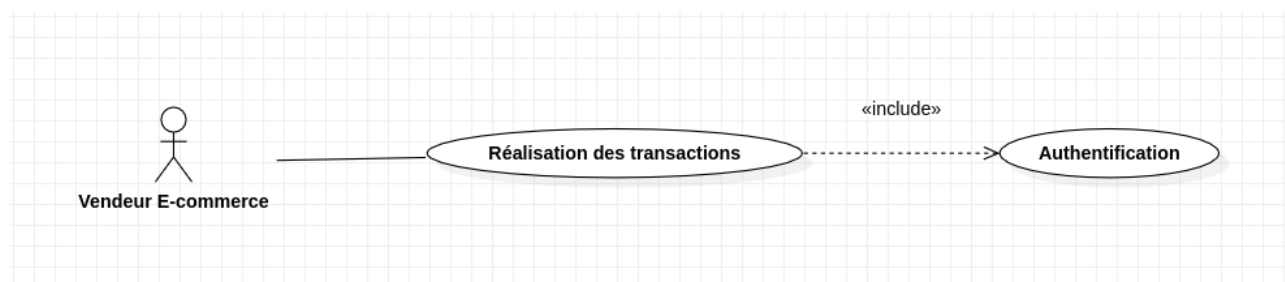 «include»
Réalisation des transactions
Authentification
Vendeur E-commerce